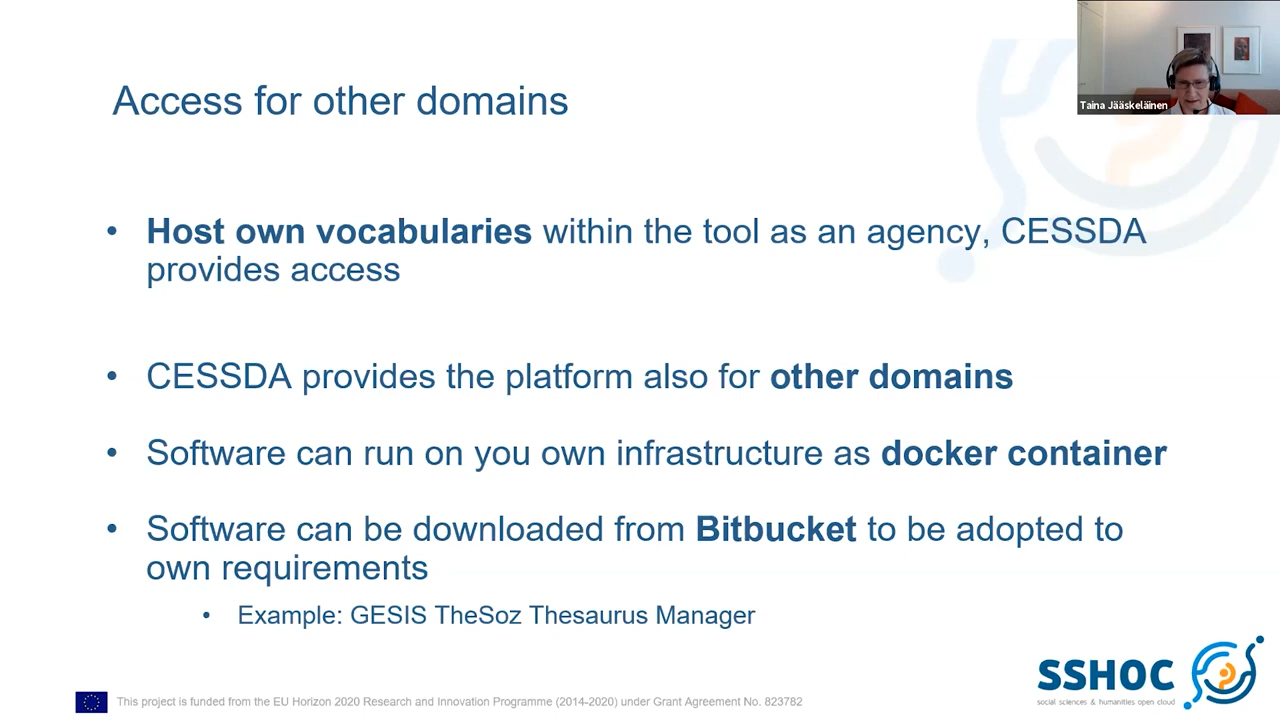 Access for other domains
Taina Jääskeläinen
• Host own vocabularies within the tool as an agency, CESSDA
provides access
• CESSDA provides the platform also for other domains
• Software can run on you own infrastructure as docker container
• Software can be downloaded from Bitbucket to be adopted to
own requirements
• Example: GESIS TheSoz Thesaurus Manager
SSHOC
social sciences & humanities open cloud
This project is funded from the EU Horizon 2020 Research and Innovation Programme (2014-2020) under Grant Agreement No. 823782